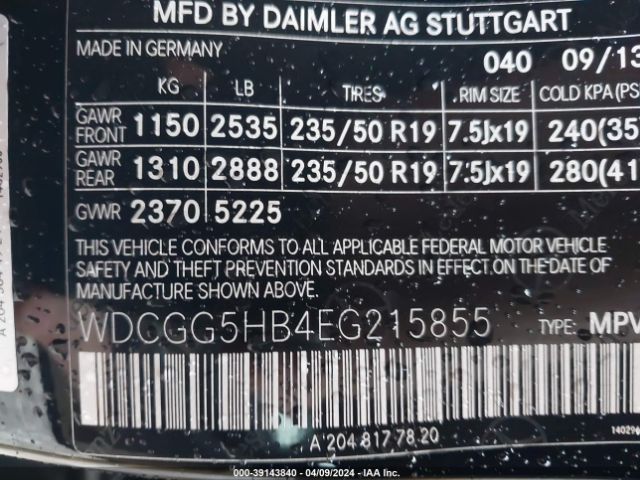 MFD BY DAIMLER AG STUTTGART
MADE IN GERMANY 040 09/13
KG LB TIRES RIM SIZE COLD KPA(PS
GAWR FRONT 1150 2535 235/50 R19 7.5Jx19 240(35
GAWR REAR 1310 2888 235/50 R19 7.5Jx19 280(41
GVWR 2370 5225
THIS VEHICLE CONFORMS TO ALL APPLICABLE FEDERAL MOTOR VEHICLE
SAFETY AND THEFT PREVENTION STANDARDS IN EFFECT ON THE DATE OF
MANUFACTURE SHOWN ABOVE.
WDCGG5HB4EG215855 TYPE: MPV
A 204 817 78 20
000-39143840 - 04/09/2024 - IAA Inc.